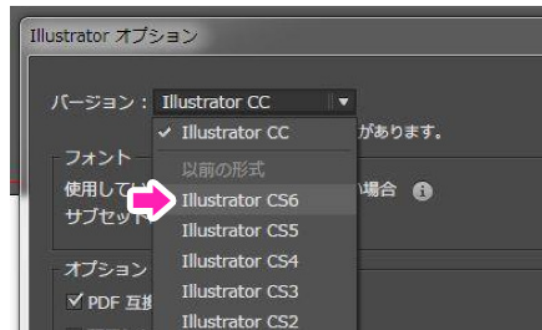 Illustrator オプション
バージョン : Illustrator CC
Illustrator CC
があります。
フォント
以前の形式
使用してい
場合
Illustrator CS6
サブセット
Illustrator CS5
オプション
Illustrator CS4
Illustrator CS3
PDF 互換
Illustrator CS2